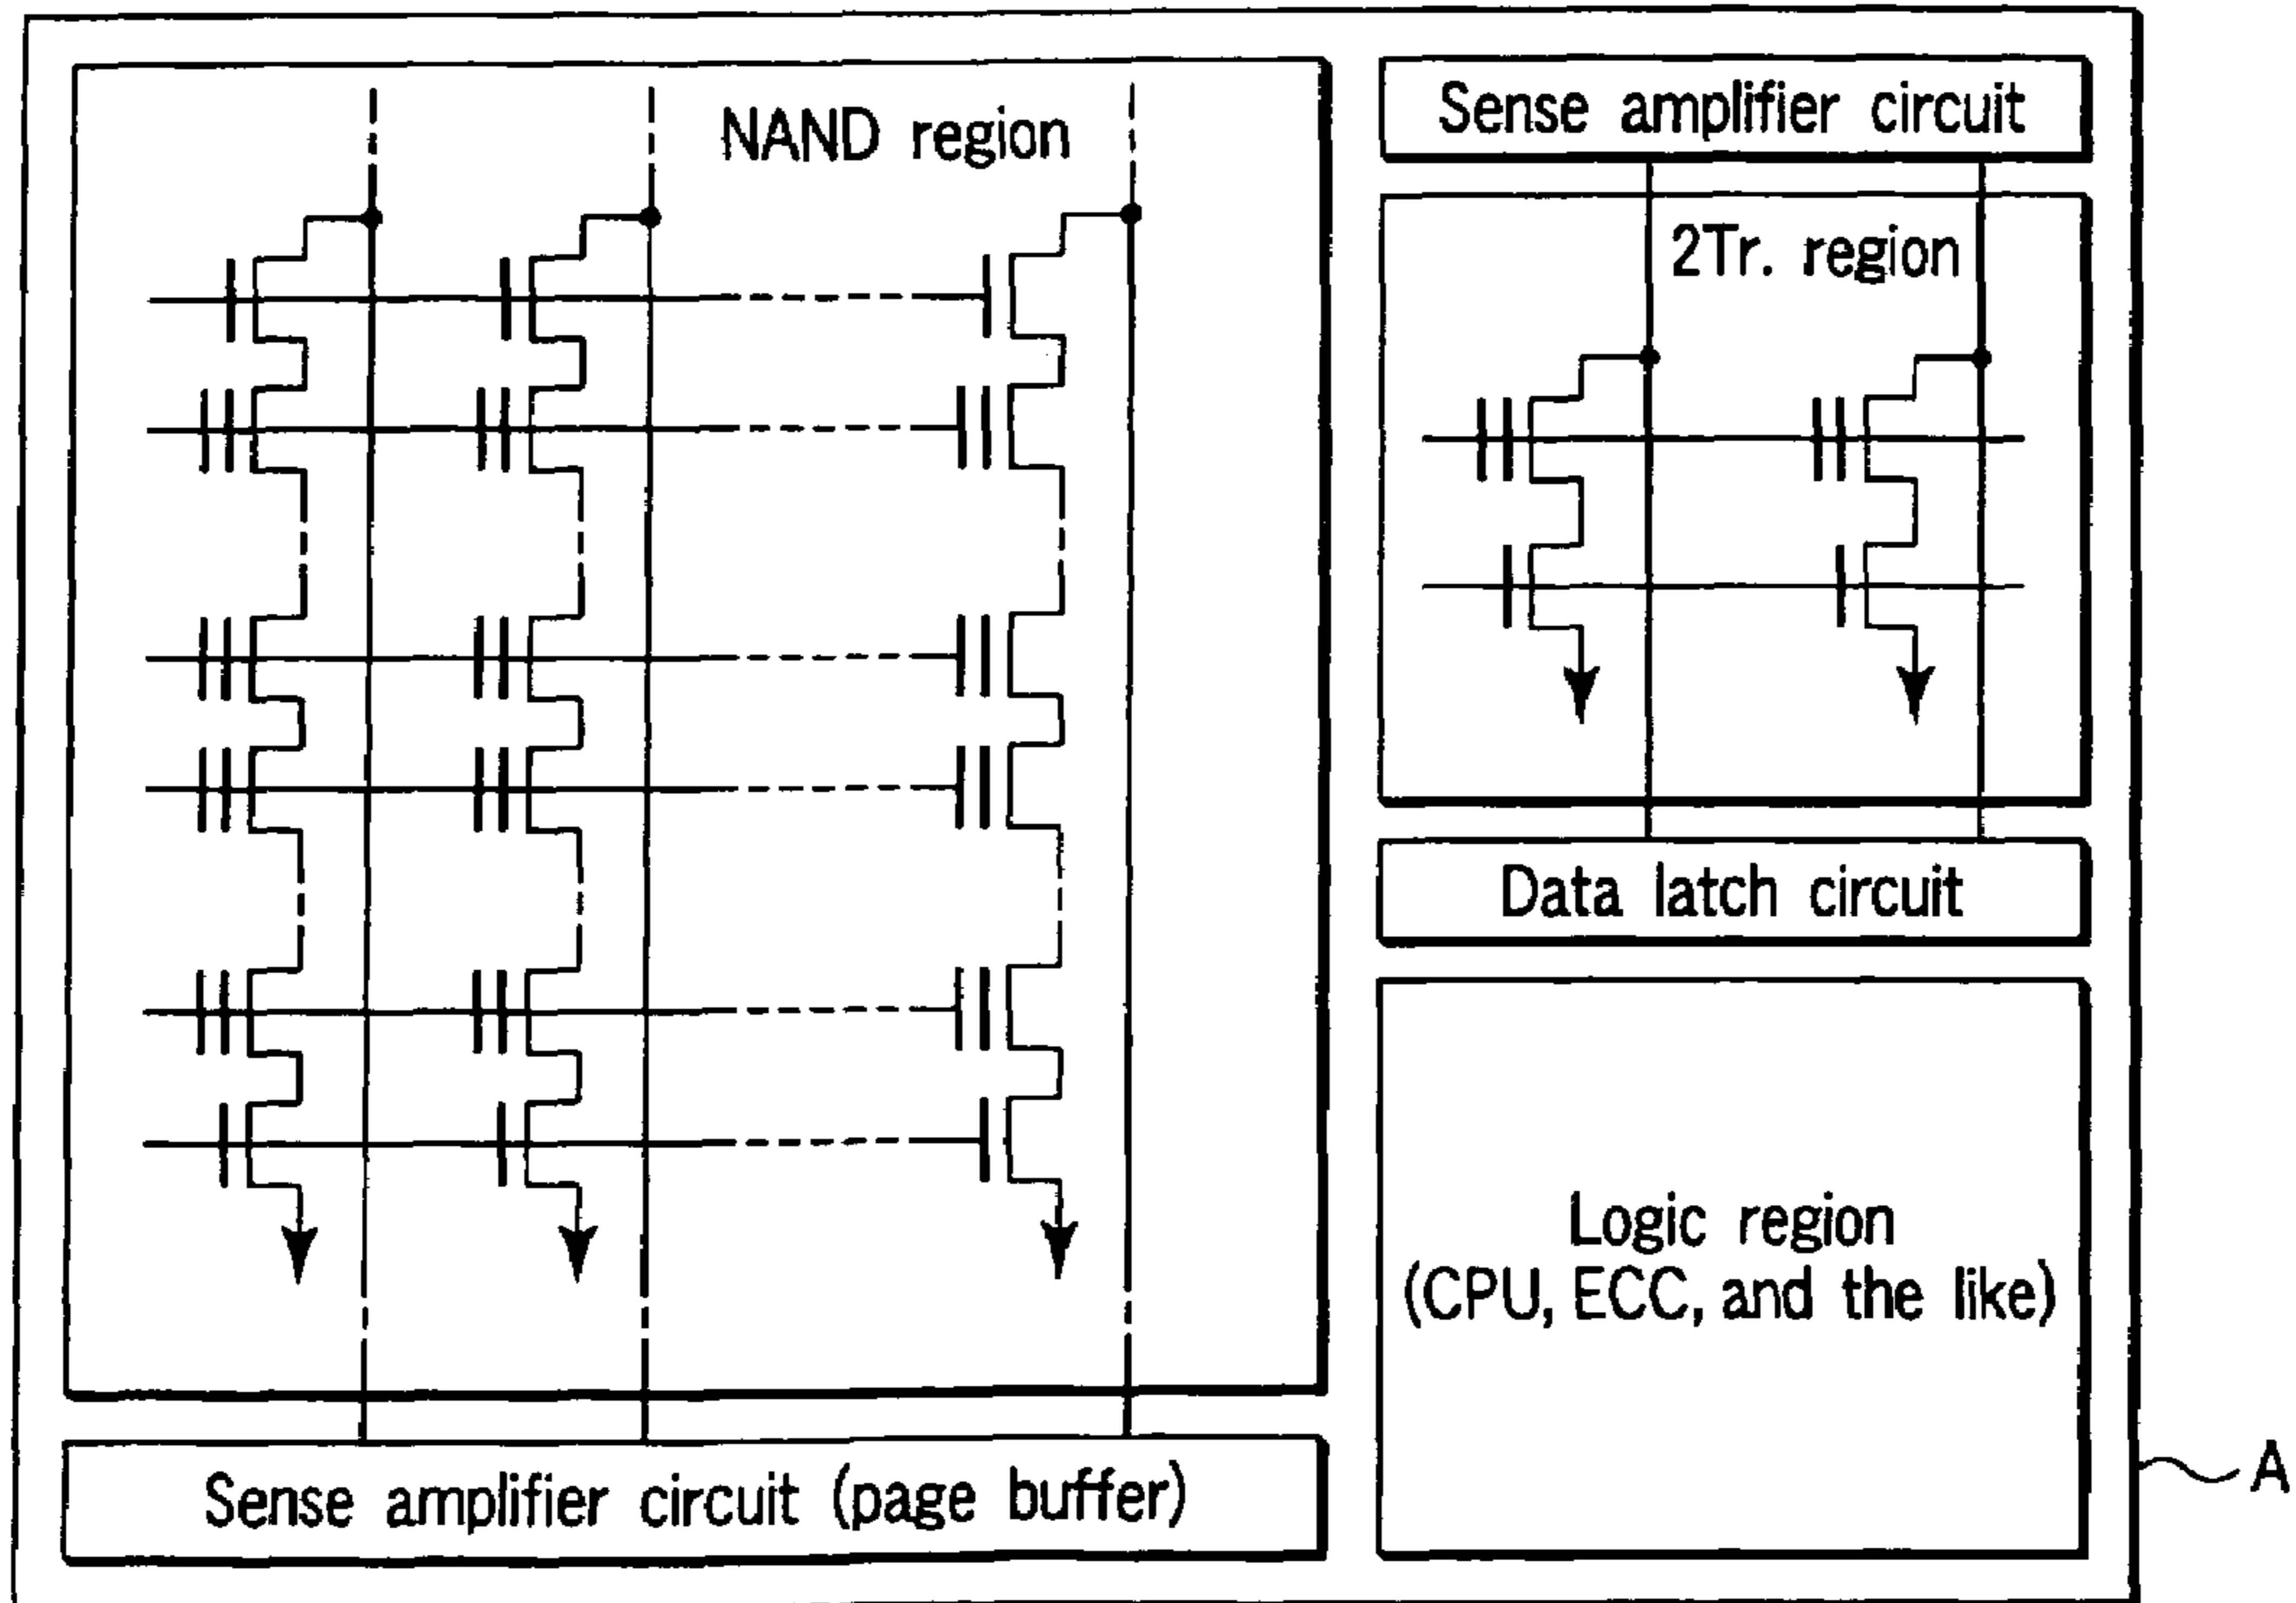 NAND region
Sense amplifier circuit (page buffer)
Sense amplifier circuit
2Tr. region
Data latch circuit
Logic region
(CPU, ECC, and the like)
A